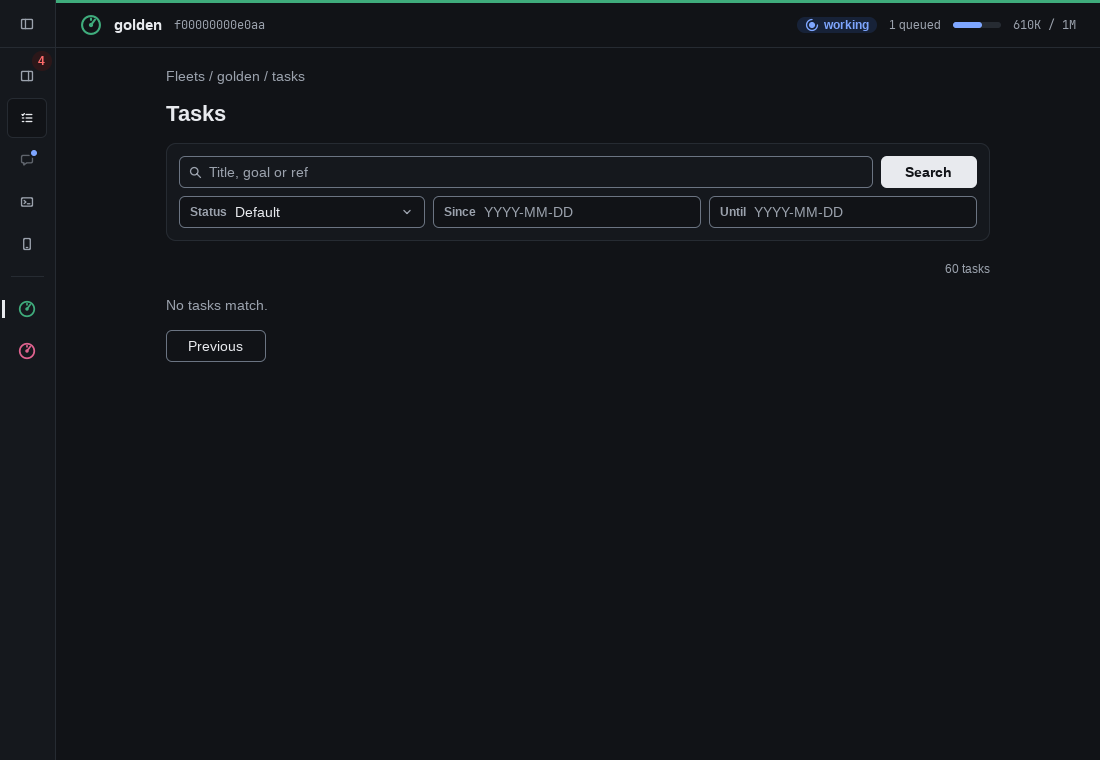 golden f00000000e0aa working 1 queued 610K / 1M
4
Fleets / golden / tasks
Tasks
Title, goal or ref Search
Status Default Since YYYY-MM-DD Until YYYY-MM-DD
60 tasks
No tasks match.
Previous